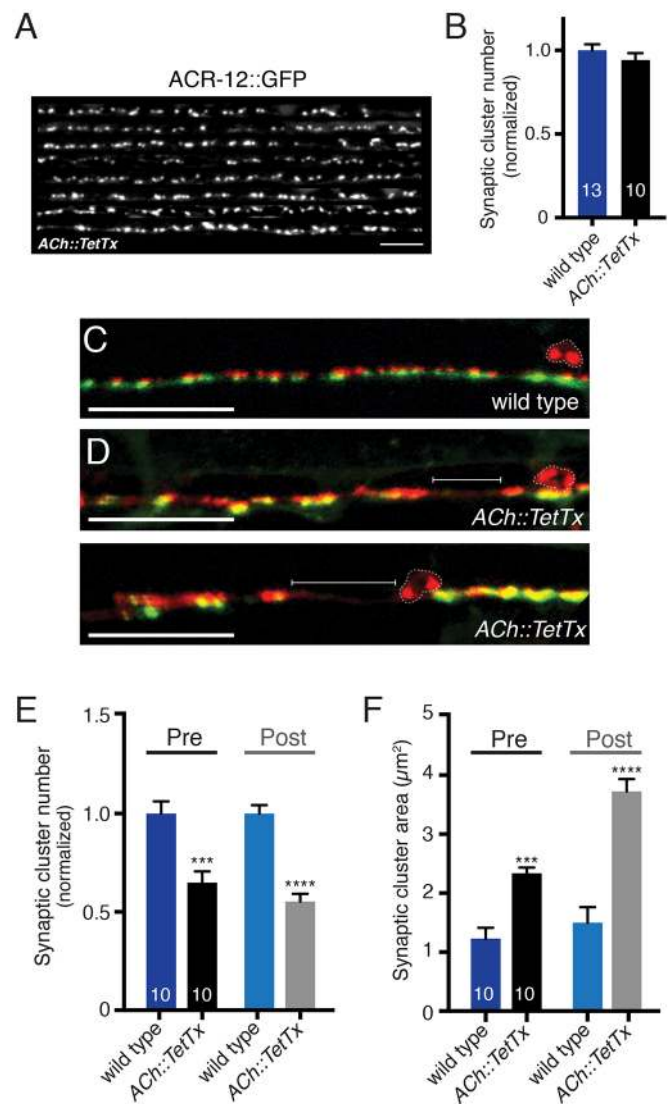 A
ACR-12::GFP
ACh::TetTx
B
Synaptic cluster number
(normalized)
1.0
0.5
0
13
10
wild type
ACh::TetTx
C
wild type
D
ACh::TetTx
ACh::TetTx
E
Synaptic cluster number
(normalized)
1.5
1.0
0.5
0
Pre
Post
***
****
10
10
wild type
ACh::TetTx
wild type
ACh::TetTx
F
Synaptic cluster area (µm²)
5
4
3
2
1
0
Pre
Post
***
****
10
10
wild type
ACh::TetTx
wild type
ACh::TetTx